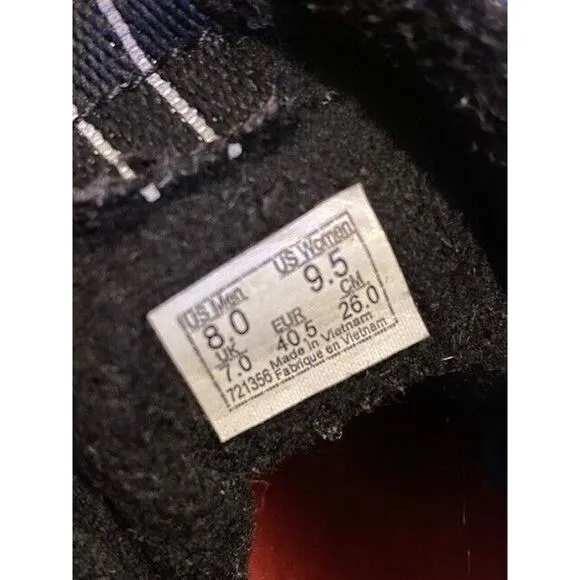 US Men US Women
8.0 9.5
UK EUR CM
7.0 40.5 26.0
Made in Vietnam
721356 Fabrique en Vietnam